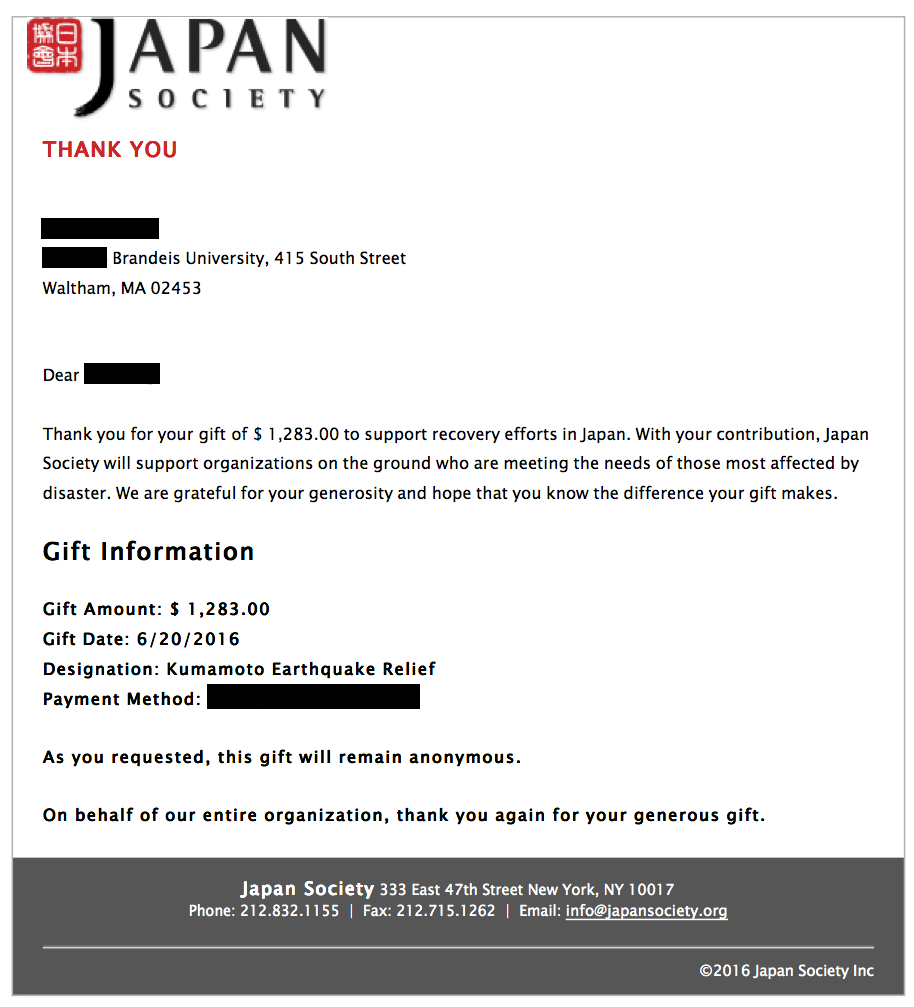 日本
協會
JAPAN
SOCIETY
THANK YOU
Brandeis University, 415 South Street
Waltham, MA 02453
Dear
Thank you for your gift of $ 1,283.00 to support recovery efforts in Japan. With your contribution, Japan
Society will support organizations on the ground who are meeting the needs of those most affected by
disaster. We are grateful for your generosity and hope that you know the difference your gift makes.
Gift Information
Gift Amount: $ 1,283.00
Gift Date: 6/20/2016
Designation: Kumamoto Earthquake Relief
Payment Method:
As you requested, this gift will remain anonymous.
On behalf of our entire organization, thank you again for your generous gift.
Japan Society 333 East 47th Street New York, NY 10017
Phone: 212.832.1155 | Fax: 212.715.1262 | Email: info@japansociety.org
©2016 Japan Society Inc